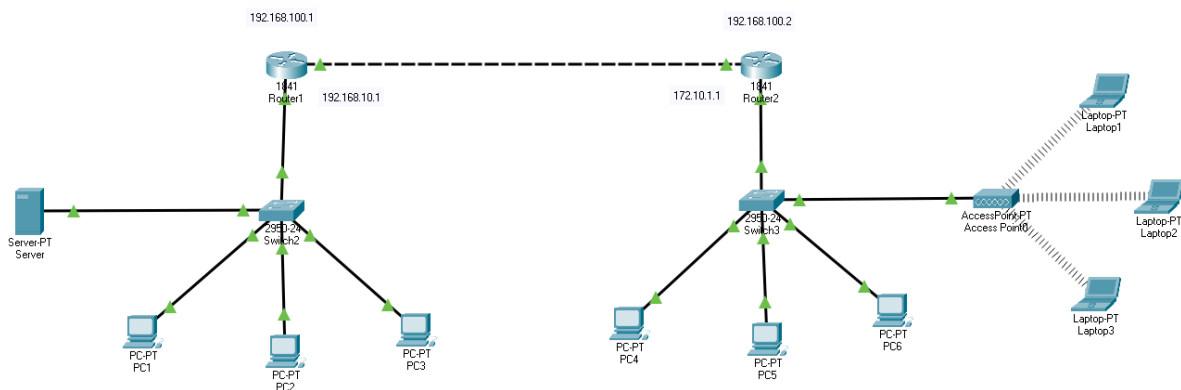 192.168.100.1
192.168.100.2
1841
Router1
192.168.10.1
172.10.1.1
1841
Router2
Laptop-PT
Laptop1
Server-PT
Server
2950-24
Switch2
2950-24
Switch3
AccessPoint-PT
Access Point0
Laptop-PT
Laptop2
Laptop-PT
Laptop3
PC-PT
PC1
PC-PT
PC2
PC-PT
PC3
PC-PT
PC4
PC-PT
PC5
PC-PT
PC6